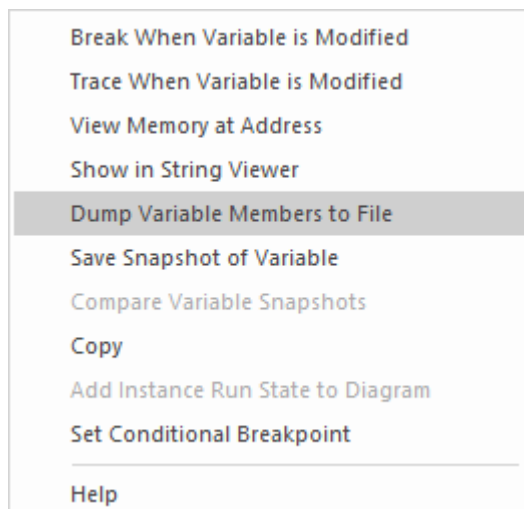 Break When Variable is Modified
Trace When Variable is Modified
View Memory at Address
Show in String Viewer
Dump Variable Members to File
Save Snapshot of Variable
Compare Variable Snapshots
Copy
Add Instance Run State to Diagram
Set Conditional Breakpoint
Help